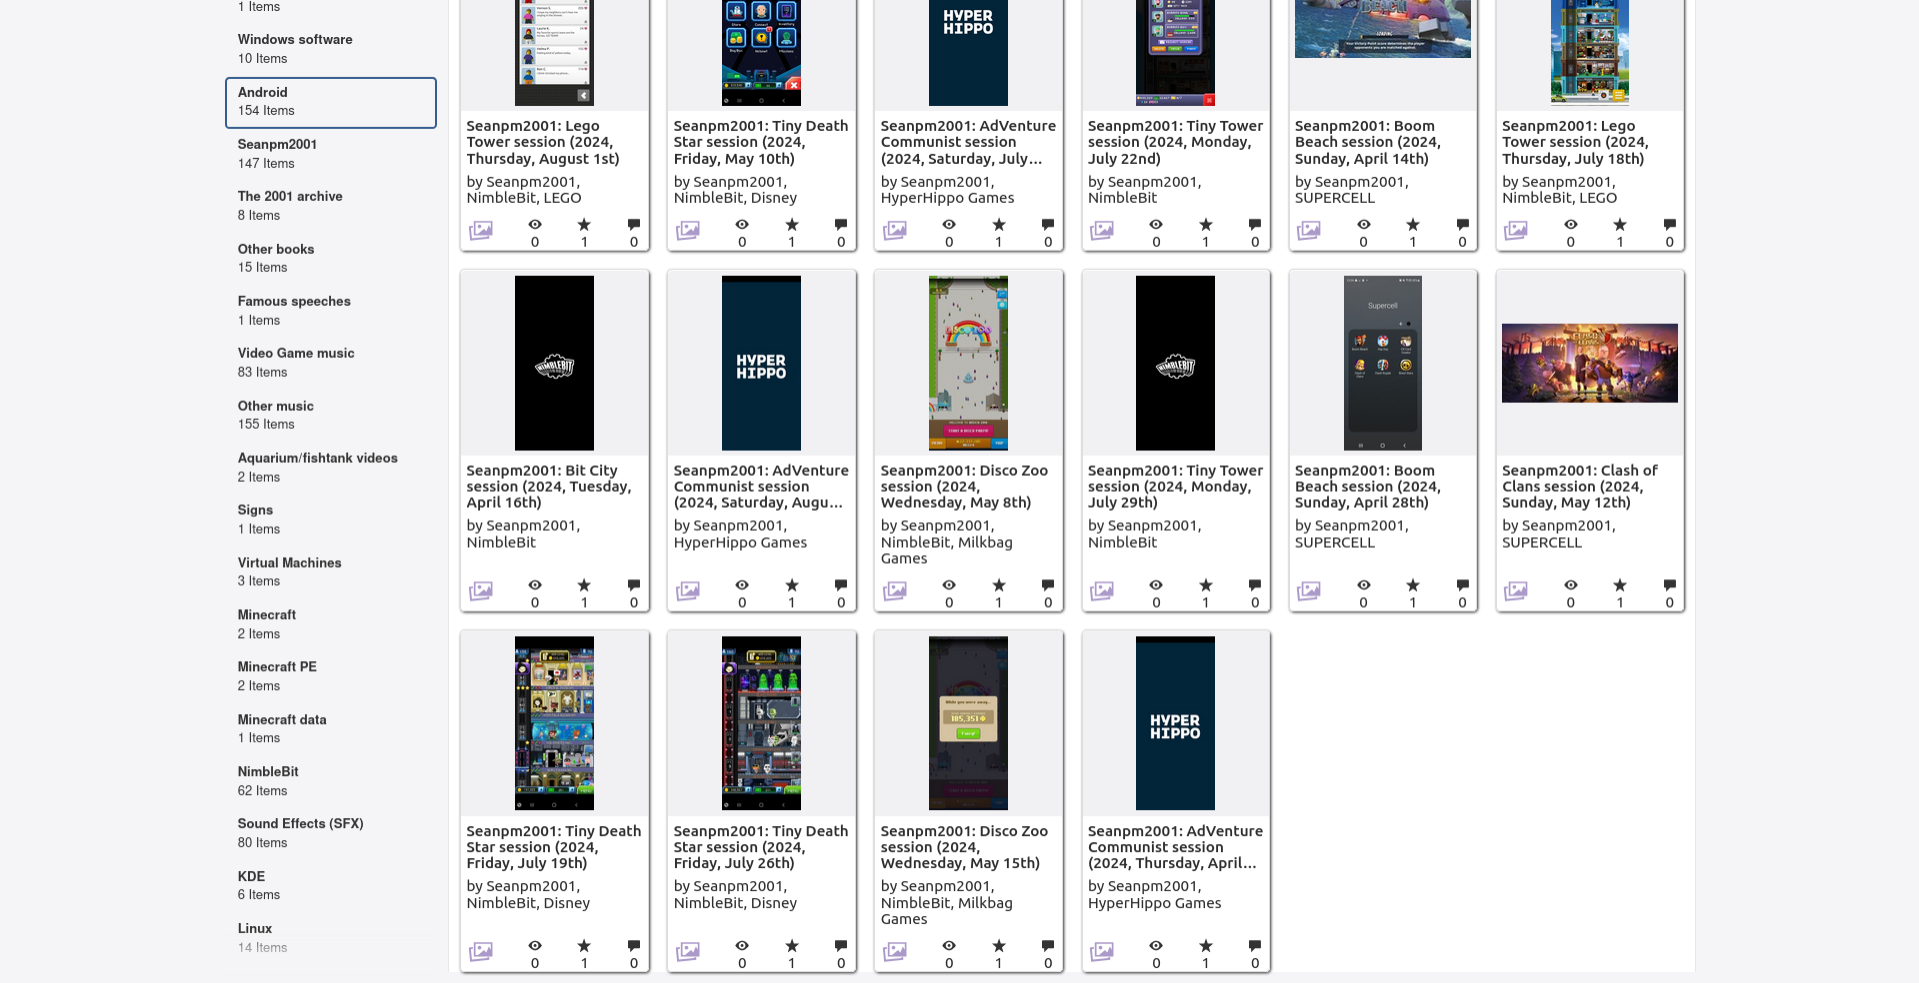 1 Items
Windows software
10 Items
Android
154 Items
Seanpm2001
147 Items
The 2001 archive
8 Items
Other books
15 Items
Famous speeches
1 Items
Video Game music
83 Items
Other music
155 Items
Aquarium/fishtank videos
2 Items
Signs
1 Items
Virtual Machines
3 Items
Minecraft
2 Items
Minecraft PE
2 Items
Minecraft data
1 Items
NimbleBit
62 Items
Sound Effects (SFX)
80 Items
KDE
6 Items
Linux
14 Items
Seanpm2001: Lego
Tower session (2024,
Thursday, August 1st)
by Seanpm2001,
NimbleBit, LEGO
0 1 0
Seanpm2001: Tiny Death
Star session (2024,
Friday, May 10th)
by Seanpm2001,
NimbleBit, Disney
0 1 0
HYPER
HIPPO
Seanpm2001: AdVenture
Communist session
(2024, Saturday, July...
by Seanpm2001,
HyperHippo Games
0 1 0
Seanpm2001: Tiny Tower
session (2024, Monday,
July 22nd)
by Seanpm2001,
NimbleBit
0 1 0
BEACH
Seanpm2001: Boom
Beach session (2024,
Sunday, April 14th)
by Seanpm2001,
SUPERCELL
0 1 0
Seanpm2001: Lego
Tower session (2024,
Thursday, July 18th)
by Seanpm2001,
NimbleBit, LEGO
0 1 0
NIMBLEBIT
Seanpm2001: Bit City
session (2024, Tuesday,
April 16th)
by Seanpm2001,
NimbleBit
0 1 0
HYPER
HIPPO
Seanpm2001: AdVenture
Communist session
(2024, Saturday, Augu...
by Seanpm2001,
HyperHippo Games
0 1 0
Seanpm2001: Disco Zoo
session (2024,
Wednesday, May 8th)
by Seanpm2001,
NimbleBit, Milkbag
Games
0 1 0
NIMBLEBIT
Seanpm2001: Tiny Tower
session (2024, Monday,
July 29th)
by Seanpm2001,
NimbleBit
0 1 0
Supercell
Seanpm2001: Boom
Beach session (2024,
Sunday, April 28th)
by Seanpm2001,
SUPERCELL
0 1 0
Seanpm2001: Clash of
Clans session (2024,
Sunday, May 12th)
by Seanpm2001,
SUPERCELL
0 1 0
Seanpm2001: Tiny Death
Star session (2024,
Friday, July 19th)
by Seanpm2001,
NimbleBit, Disney
0 1 0
Seanpm2001: Tiny Death
Star session (2024,
Friday, July 26th)
by Seanpm2001,
NimbleBit, Disney
0 1 0
While you were away...
185,351
Seanpm2001: Disco Zoo
session (2024,
Wednesday, May 15th)
by Seanpm2001,
NimbleBit, Milkbag
Games
0 1 0
HYPER
HIPPO
Seanpm2001: AdVenture
Communist session
(2024, Thursday, April...
by Seanpm2001,
HyperHippo Games
0 1 0